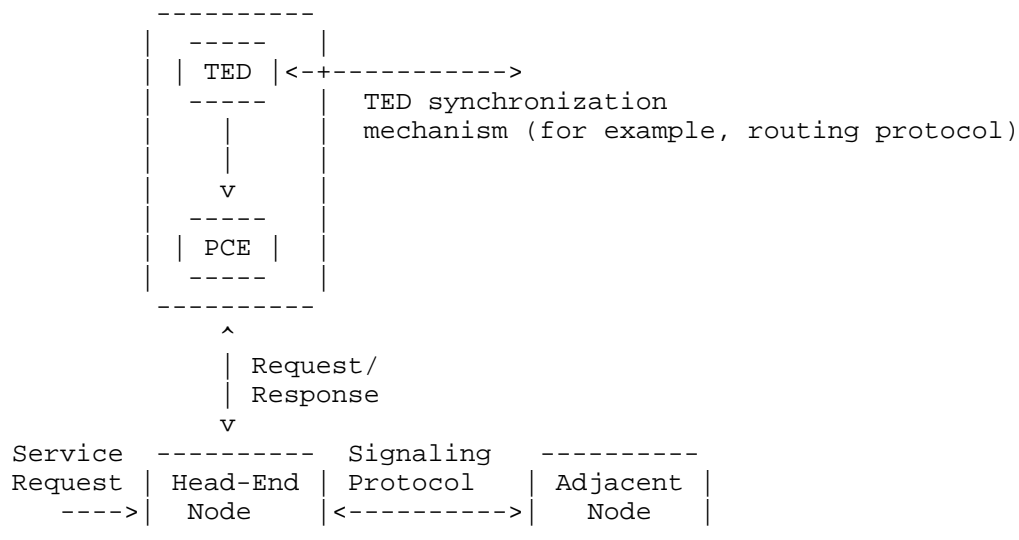 TED
TED synchronization
mechanism (for example, routing protocol)
PCE
Request/
Response
Service Signaling
Request Head-End Protocol Adjacent
Node Node